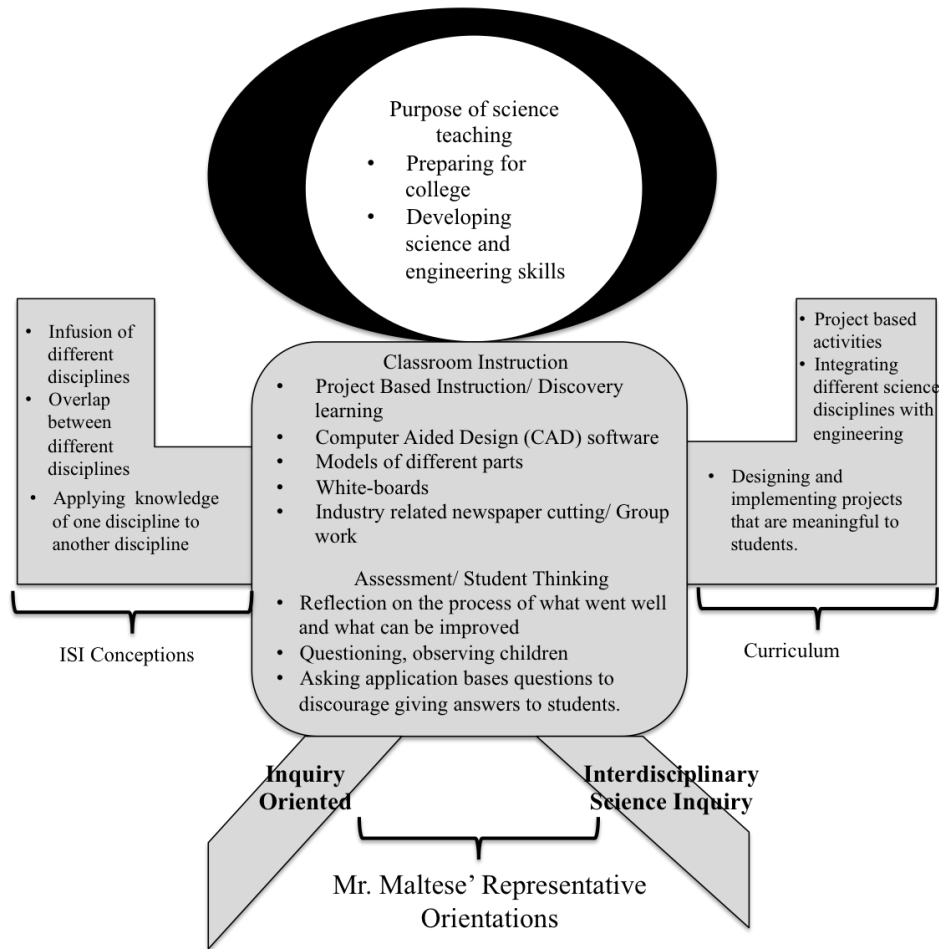 Purpose of science
teaching
• Preparing for
college
• Developing
science and
engineering skills
• Infusion of
different
disciplines
• Overlap
between
different
disciplines
• Applying knowledge
of one discipline to
another discipline
ISI Conceptions
Classroom Instruction
• Project Based Instruction/ Discovery
learning
• Computer Aided Design (CAD) software
• Models of different parts
• White-boards
• Industry related newspaper cutting/ Group
work
Assessment/ Student Thinking
• Reflection on the process of what went well
and what can be improved
• Questioning, observing children
• Asking application bases questions to
discourage giving answers to students.
• Project based
activities
• Integrating
different science
disciplines with
engineering
• Designing and
implementing projects
that are meaningful to
students.
Curriculum
Inquiry
Oriented
Interdisciplinary
Science Inquiry
Mr. Maltese’ Representative
Orientations